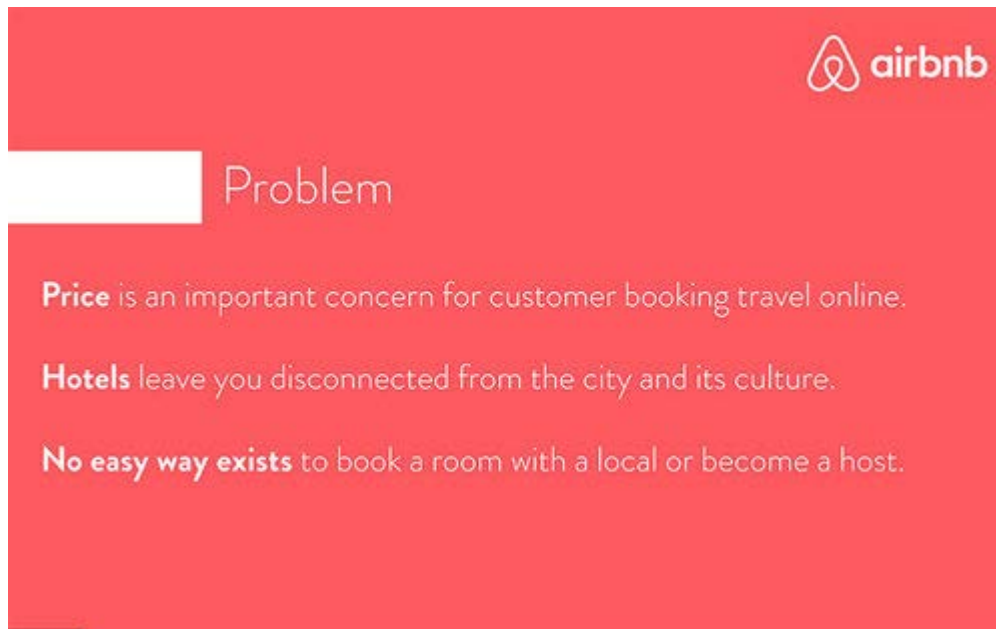 airbnb
Problem
Price is an important concern for customer booking travel online.
Hotels leave you disconnected from the city and its culture.
No easy way exists to book a room with a local or become a host.